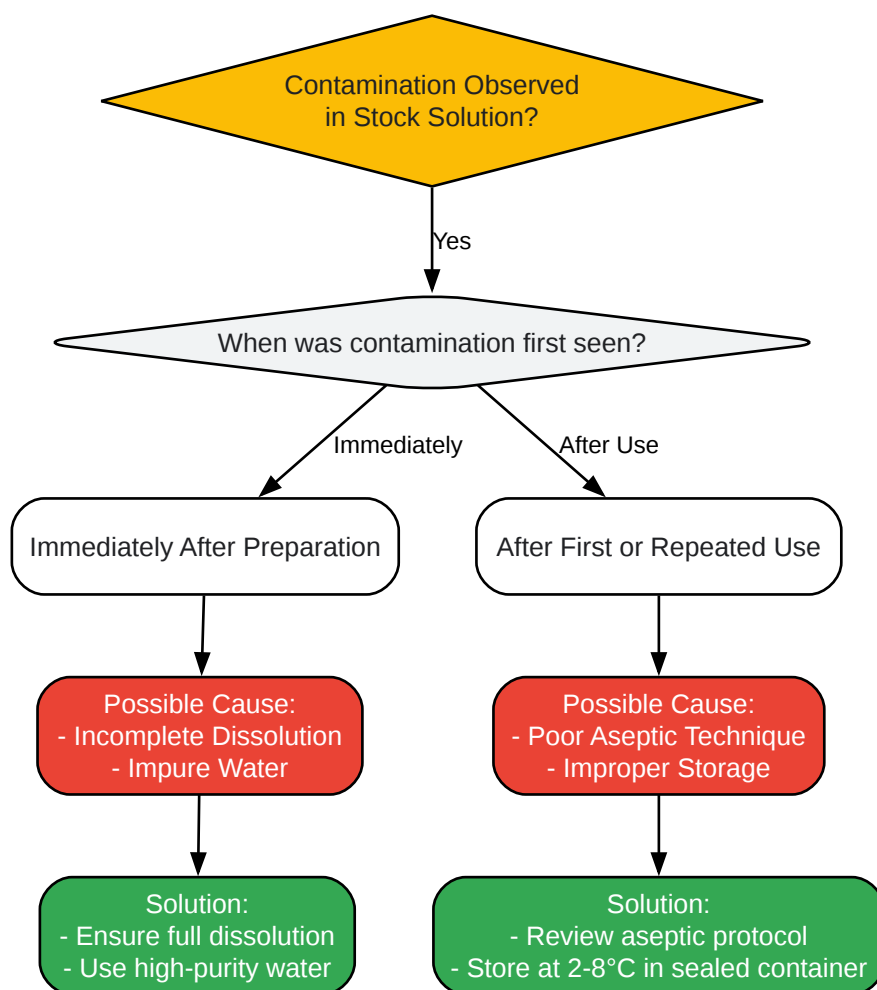 Contamination Observed
in Stock Solution?
Yes
When was contamination first seen?
Immediately
After Use
Immediately After Preparation
After First or Repeated Use
Possible Cause:
- Incomplete Dissolution
- Impure Water
Possible Cause:
- Poor Aseptic Technique
- Improper Storage
Solution:
- Ensure full dissolution
- Use high-purity water
Solution:
- Review aseptic protocol
- Store at 2-8°C in sealed container